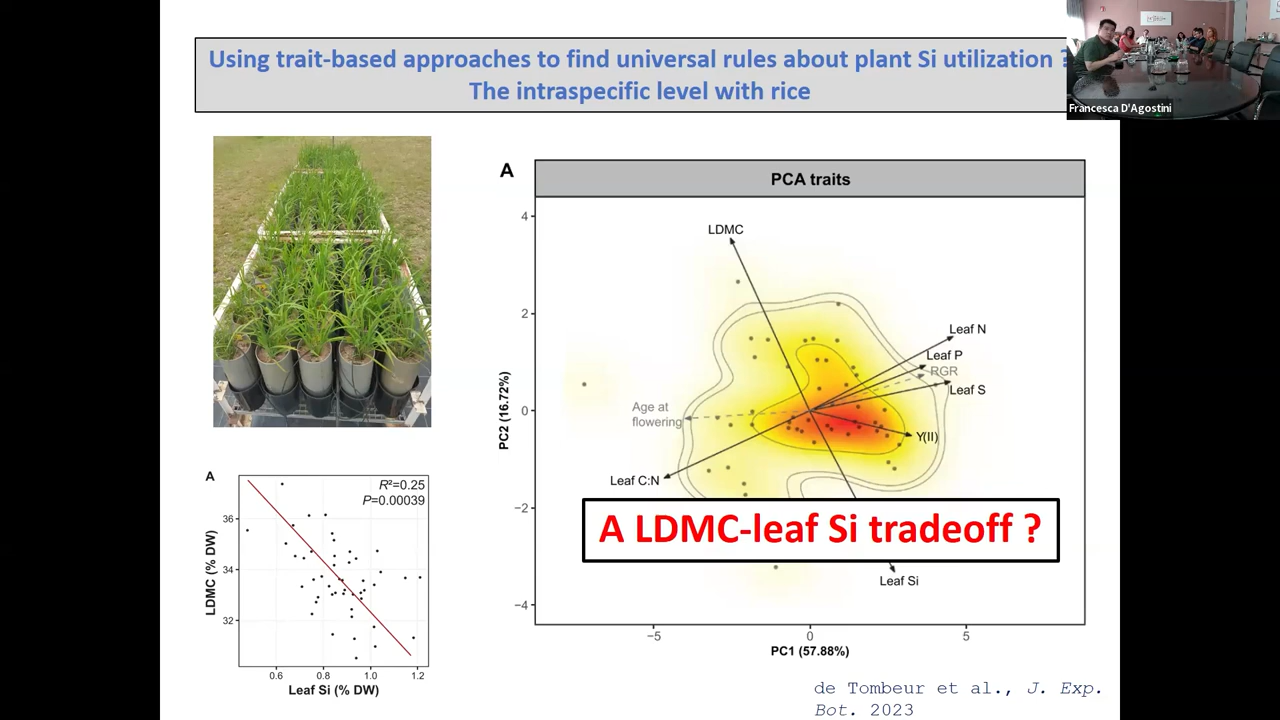 Using trait-based approaches to find universal rules about plant Si utilization ?
The intraspecific level with rice
Francesca D'Agostini
A
PCA traits
4
2
0
−2
−4
PC2 (16.72%)
LDMC
Leaf N
Leaf P
RGR
Leaf S
Age at
flowering
Y(II)
Leaf C:N
A LDMC-leaf Si tradeoff ?
Leaf Si
−5
0
5
PC1 (57.88%)
A
R²=0.25
P=0.00039
36
34
32
LDMC (% DW)
0.6
0.8
1.0
1.2
Leaf Si (% DW)
de Tombeur et al., J. Exp.
Bot. 2023